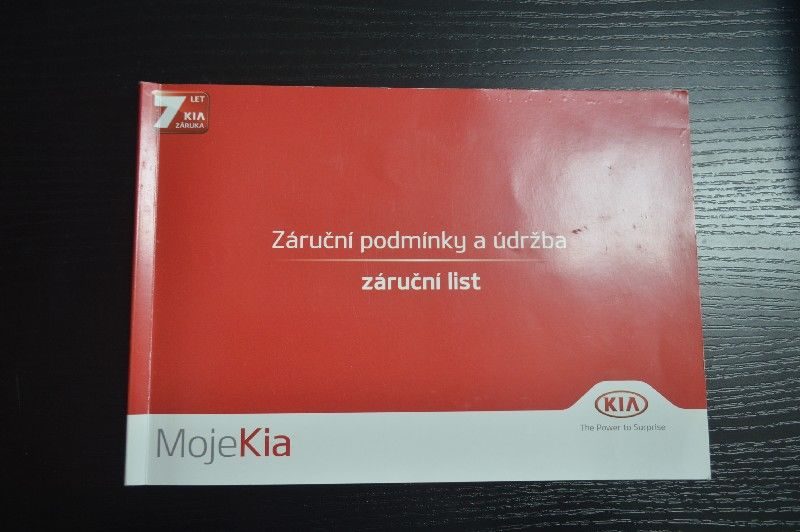 7 LET
KIA
ZÁRUKA
Záruční podmínky a údržba
záruční list
KIA
The Power to Surprise
MojeKia